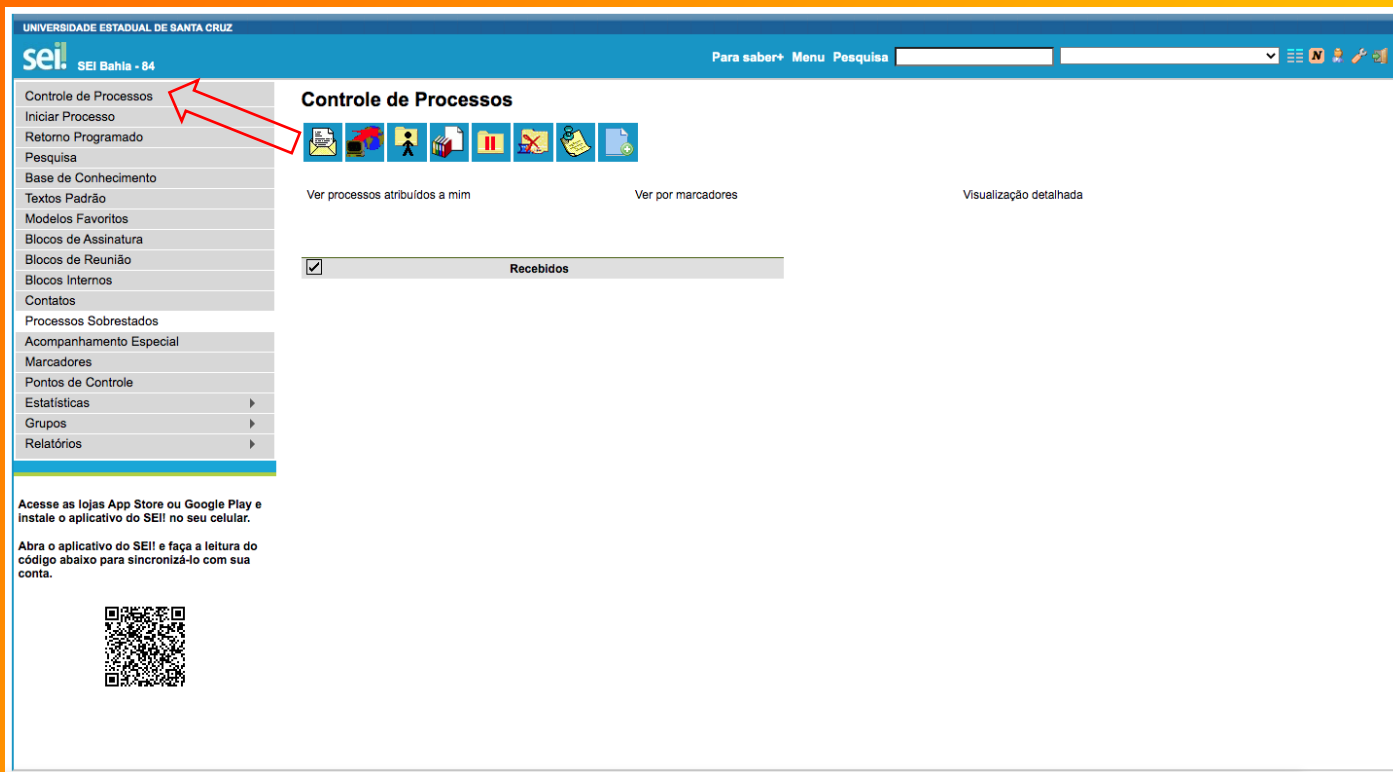 UNIVERSIDADE ESTADUAL DE SANTA CRUZ
sei! SEI Bahia - 84
Para saber+ Menu Pesquisa
N
Controle de Processos
Iniciar Processo
Retorno Programado
Pesquisa
Base de Conhecimento
Textos Padrão
Modelos Favoritos
Blocos de Assinatura
Blocos de Reunião
Blocos Internos
Contatos
Processos Sobrestados
Acompanhamento Especial
Marcadores
Pontos de Controle
Estatísticas
Grupos
Relatórios
Acesse as lojas App Store ou Google Play e
instale o aplicativo do SEI! no seu celular.
Abra o aplicativo do SEI! e faça a leitura do
código abaixo para sincronizá-lo com sua
conta.
Controle de Processos
Ver processos atribuídos a mim
Ver por marcadores
Visualização detalhada
Recebidos